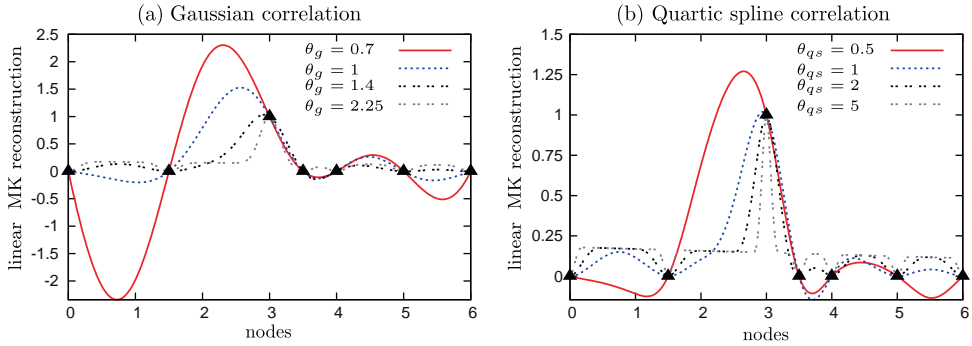 (a) Gaussian correlation
linear MK reconstruction
2.5
2
1.5
1
0.5
0
-0.5
-1
-1.5
-2
θg = 0.7
θg = 1
θg = 1.4
θg = 2.25
0 1 2 3 4 5 6
nodes
(b) Quartic spline correlation
linear MK reconstruction
1.25
1
0.75
0.5
0.25
0
θqs = 0.5
θqs = 1
θqs = 2
θqs = 5
0 1 2 3 4 5 6
nodes